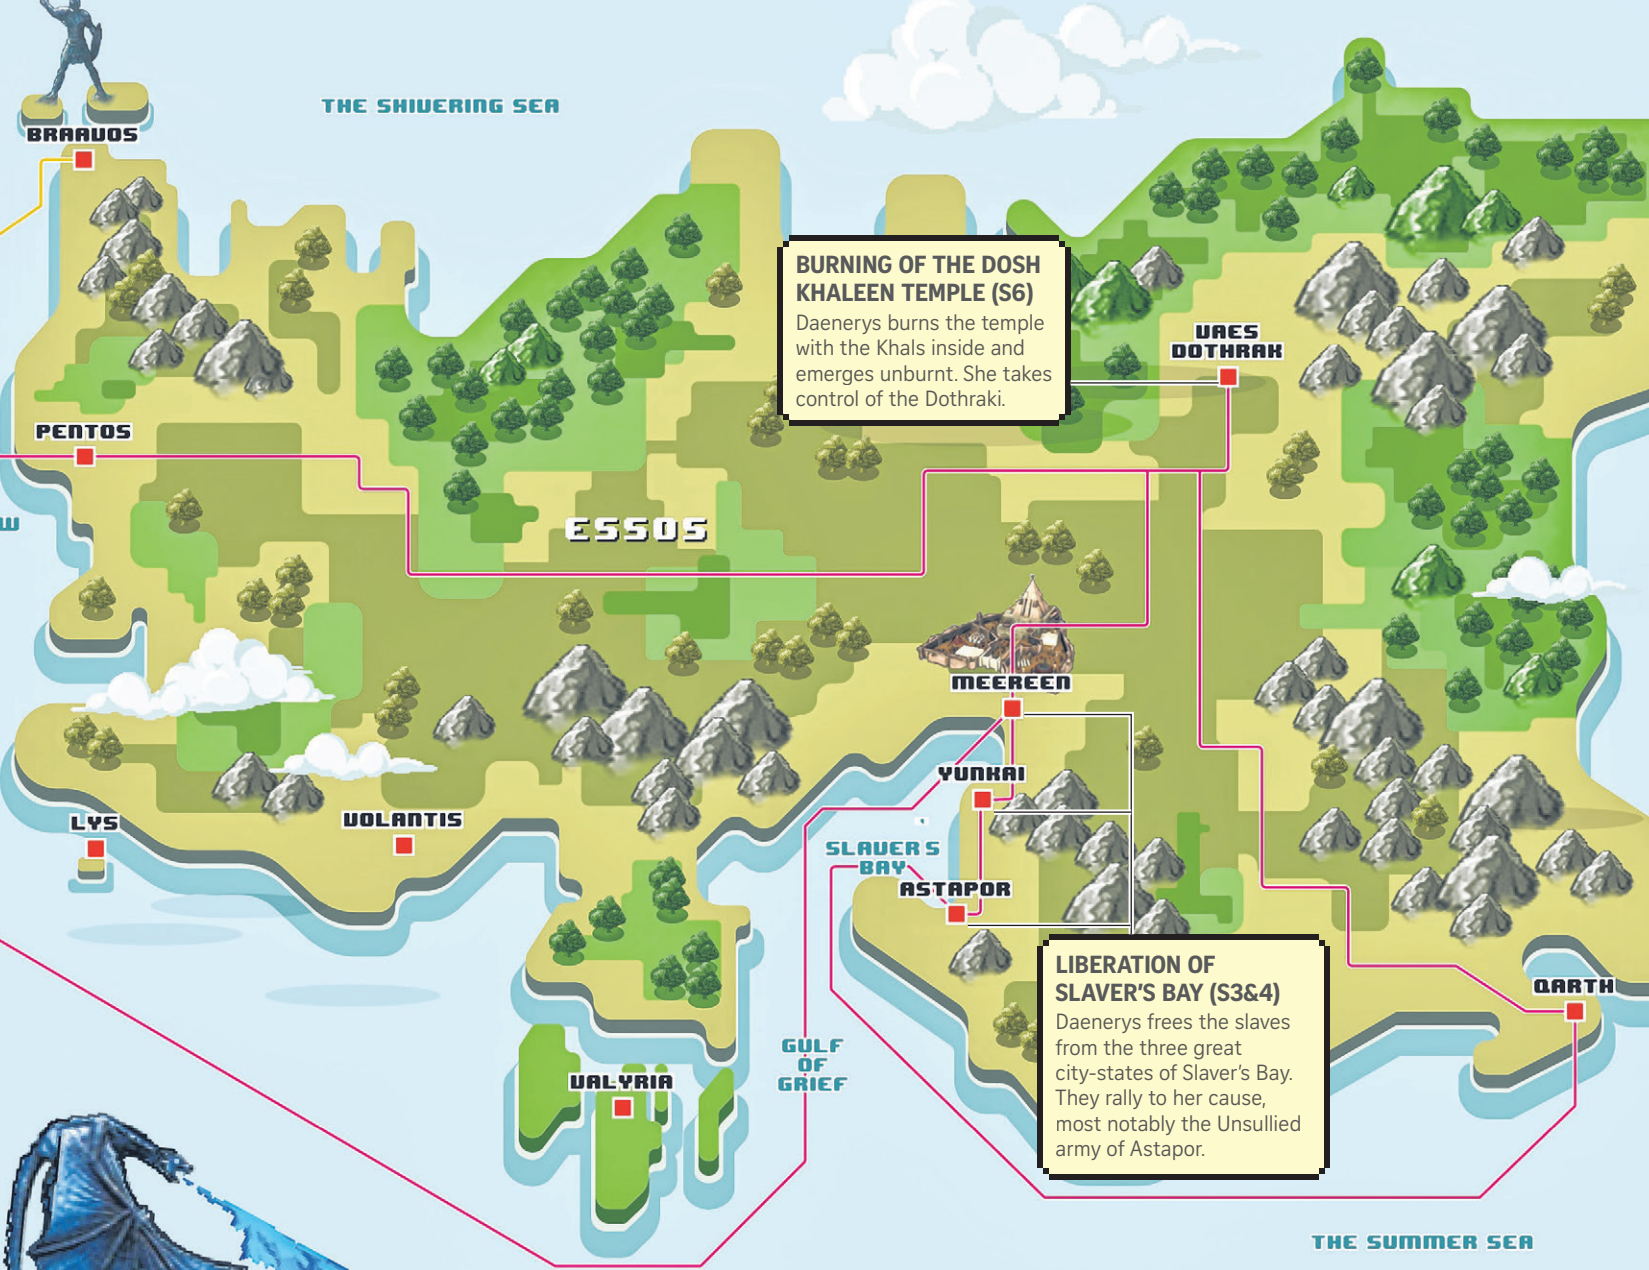 THE SHIVERING SEA
BRAAVOS
BURNING OF THE DOSH
KHALEEN TEMPLE (S6)
Daenerys burns the temple
with the Khals inside and
emerges unburnt. She takes
control of the Dothraki.
VAES
DOTHRAK
PENTOS
W
ESSOS
MEEREEN
YUNKAI
LYS
VOLANTIS
SLAVER'S
BAY
ASTAPOR
LIBERATION OF
SLAVER'S BAY (S3&4)
Daenerys frees the slaves
from the three great
city-states of Slaver's Bay.
They rally to her cause,
most notably the Unsullied
army of Astapor.
QARTH
GULF
OF
GRIEF
VALYRIA
THE SUMMER SEA